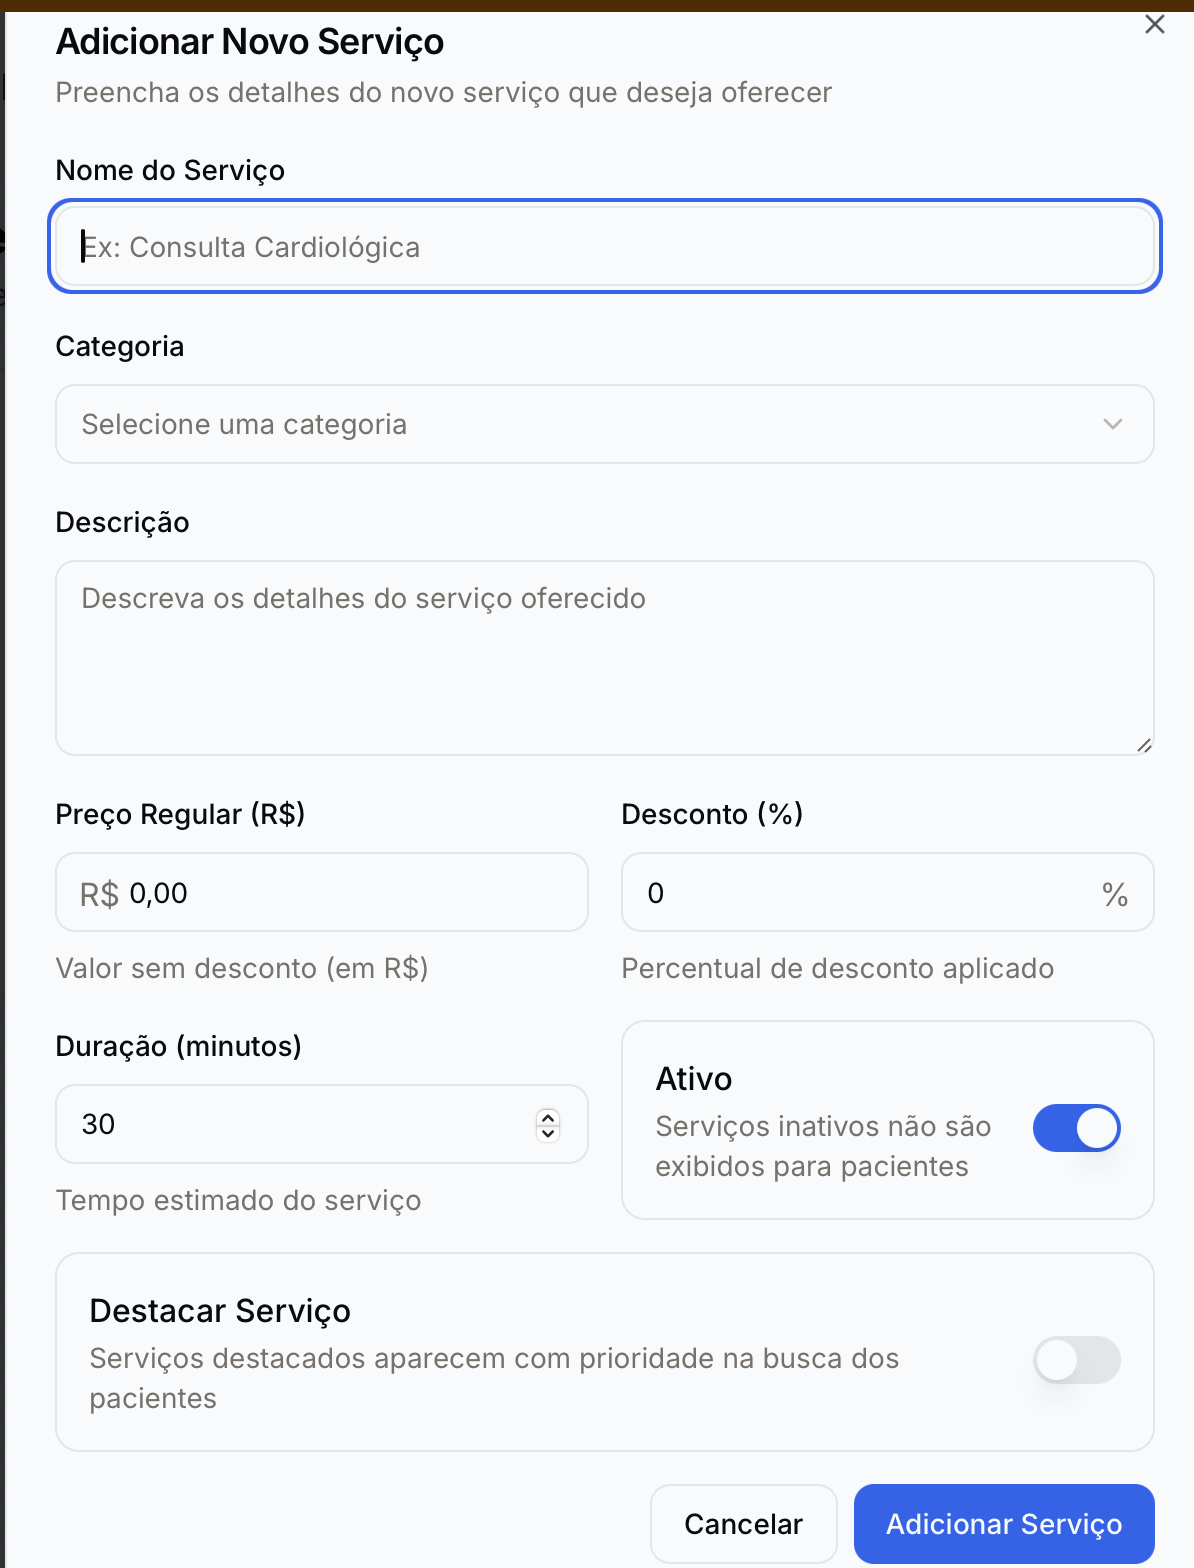 Adicionar Novo Serviço
Preencha os detalhes do novo serviço que deseja oferecer
Nome do Serviço
Ex: Consulta Cardiológica
Categoria
Selecione uma categoria
Descrição
Descreva os detalhes do serviço oferecido
Preço Regular (R$)
Desconto (%)
R$ 0,00
0 %
Valor sem desconto (em R$)
Percentual de desconto aplicado
Duração (minutos)
30
Tempo estimado do serviço
Ativo
Serviços inativos não são
exibidos para pacientes
Destacar Serviço
Serviços destacados aparecem com prioridade na busca dos
pacientes
Cancelar
Adicionar Serviço